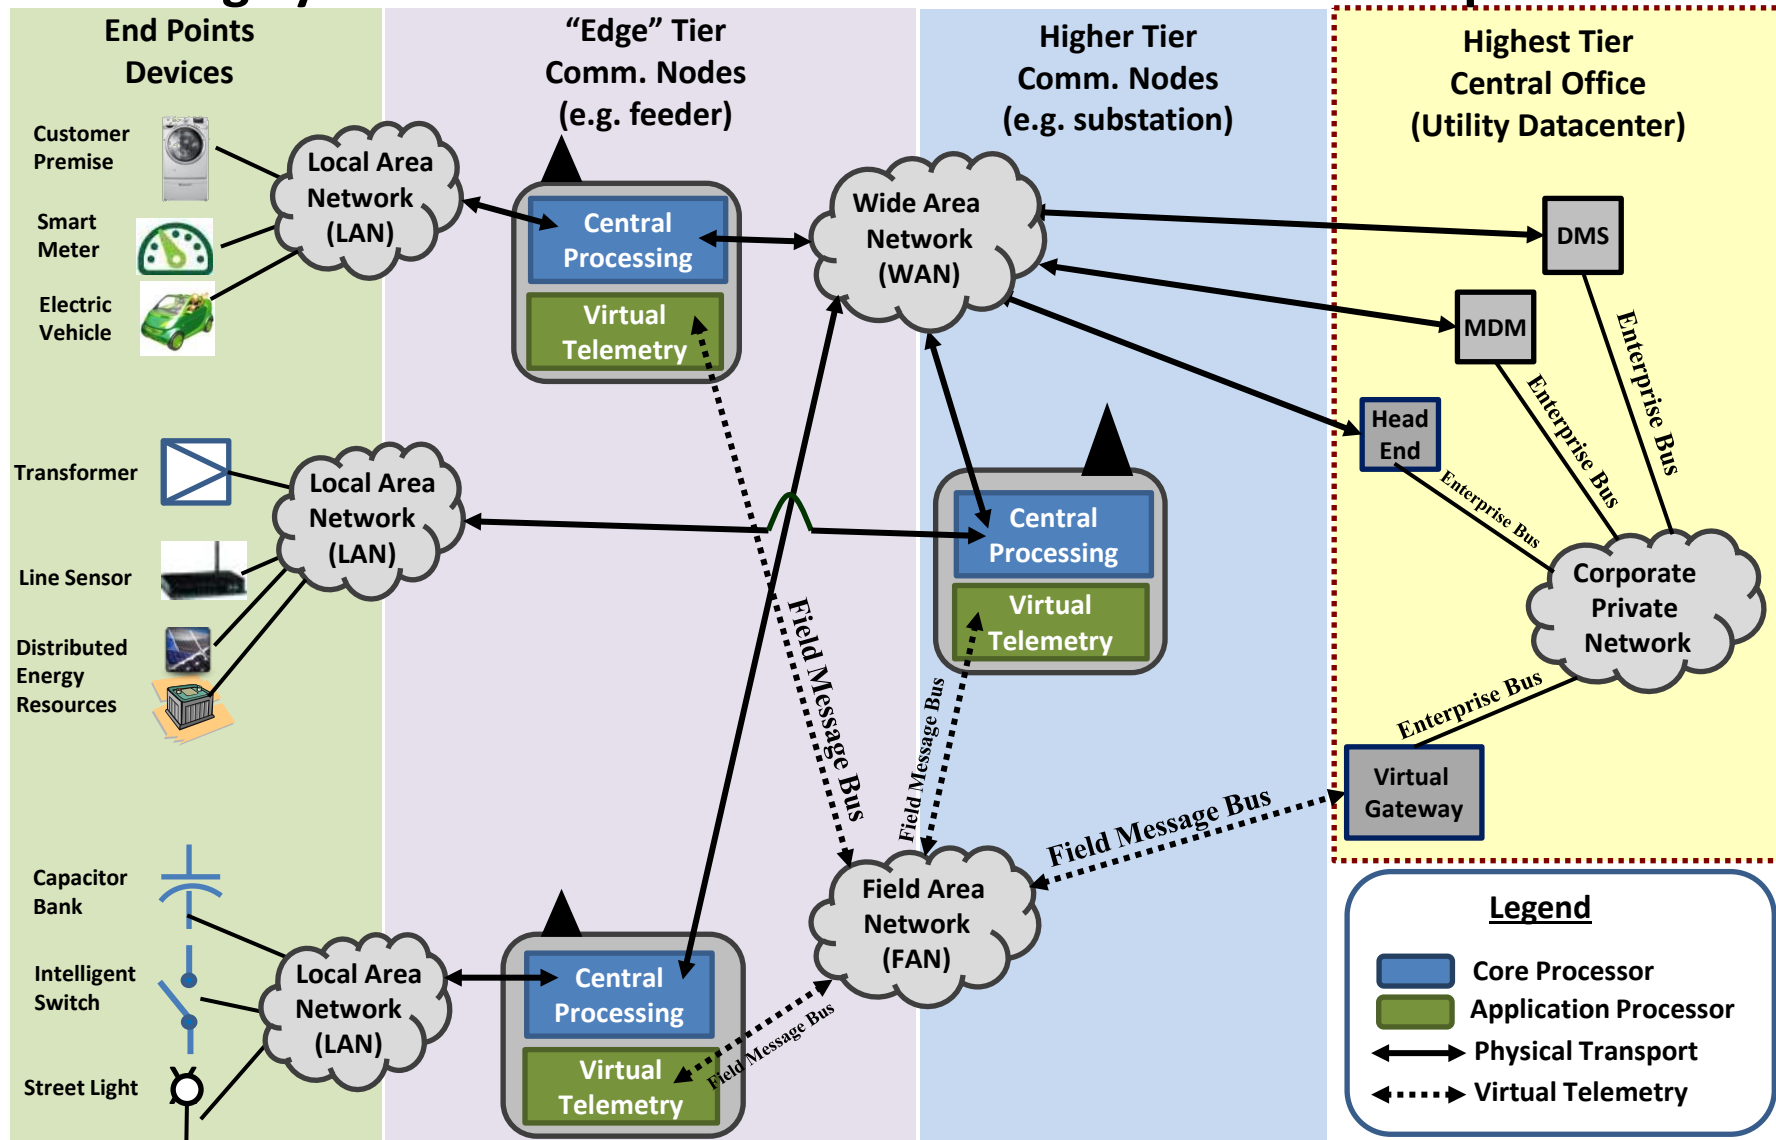 End Points
Devices
“Edge” Tier
Comm. Nodes
(e.g. feeder)
Higher Tier
Comm. Nodes
(e.g. substation)
Highest Tier
Central Office
(Utility Datacenter)
Customer
Premise
Smart
Meter
Electric
Vehicle
Local Area
Network
(LAN)
Central
Processing
Virtual
Telemetry
Wide Area
Network
(WAN)
DMS
MDM
Head
End
Enterprise Bus
Enterprise Bus
Enterprise Bus
Transformer
Line Sensor
Distributed
Energy
Resources
Local Area
Network
(LAN)
Central
Processing
Virtual
Telemetry
Corporate
Private
Network
Enterprise Bus
Virtual
Gateway
Field Message Bus
Field Message Bus
Field Message Bus
Capacitor
Bank
Intelligent
Switch
Street Light
Local Area
Network
(LAN)
Central
Processing
Virtual
Telemetry
Field Message Bus
Field Area
Network
(FAN)
Legend
Core Processor
Application Processor
Physical Transport
Virtual Telemetry